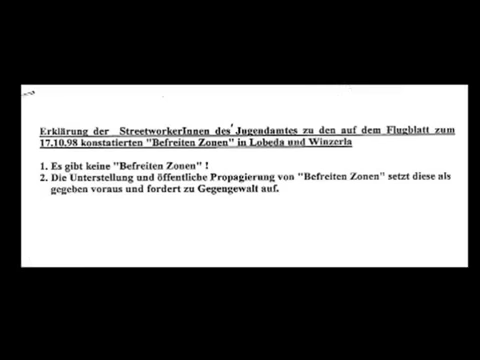 Erklärung der StreetworkerInnen des Jugendamtes zu den auf dem Flugblatt zum
17.10.98 konstatierten "Befreiten Zonen" in Lobeda und Winzerla
1. Es gibt keine "Befreiten Zonen" !
2. Die Unterstellung und öffentliche Propagierung von "Befreiten Zonen" setzt diese als
gegeben voraus und fordert zu Gegengewalt auf.